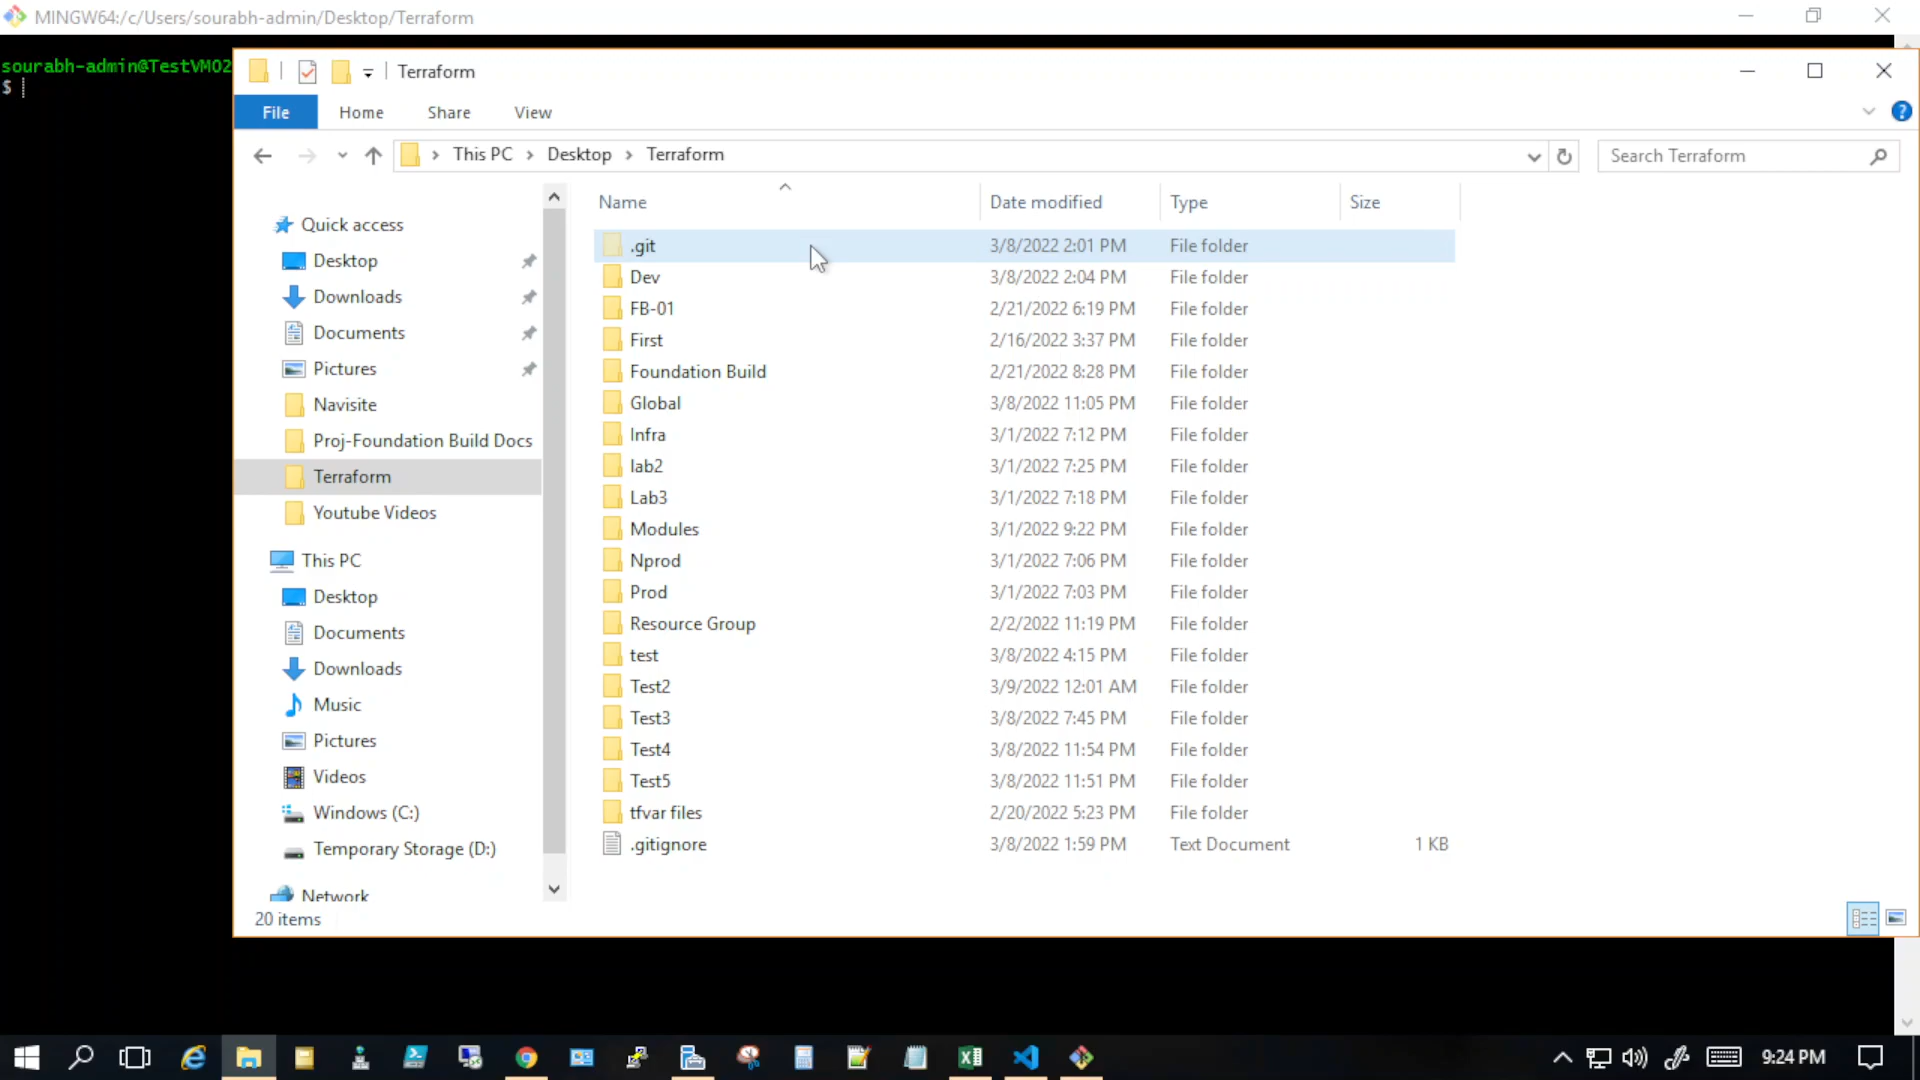 MINGW64:/c/Users/sourabh-admin/Desktop/Terraform
sourabh-admin@TestVM02
$
Terraform
File Home Share View
This PC Desktop Terraform
Search Terraform
Name Date modified Type Size
Quick access
Desktop
Downloads
Documents
Pictures
Navisite
Proj-Foundation Build Docs
Terraform
Youtube Videos
This PC
Desktop
Documents
Downloads
Music
Pictures
Videos
Windows (C:)
Temporary Storage (D:)
Network
.git 3/8/2022 2:01 PM File folder
Dev 3/8/2022 2:04 PM File folder
FB-01 2/21/2022 6:19 PM File folder
First 2/16/2022 3:37 PM File folder
Foundation Build 2/21/2022 8:28 PM File folder
Global 3/8/2022 11:05 PM File folder
Infra 3/1/2022 7:12 PM File folder
lab2 3/1/2022 7:25 PM File folder
Lab3 3/1/2022 7:18 PM File folder
Modules 3/1/2022 9:22 PM File folder
Nprod 3/1/2022 7:06 PM File folder
Prod 3/1/2022 7:03 PM File folder
Resource Group 2/2/2022 11:19 PM File folder
test 3/8/2022 4:15 PM File folder
Test2 3/9/2022 12:01 AM File folder
Test3 3/8/2022 7:45 PM File folder
Test4 3/8/2022 11:54 PM File folder
Test5 3/8/2022 11:51 PM File folder
tfvar files 2/20/2022 5:23 PM File folder
.gitignore 3/8/2022 1:59 PM Text Document 1 KB
20 items
9:24 PM